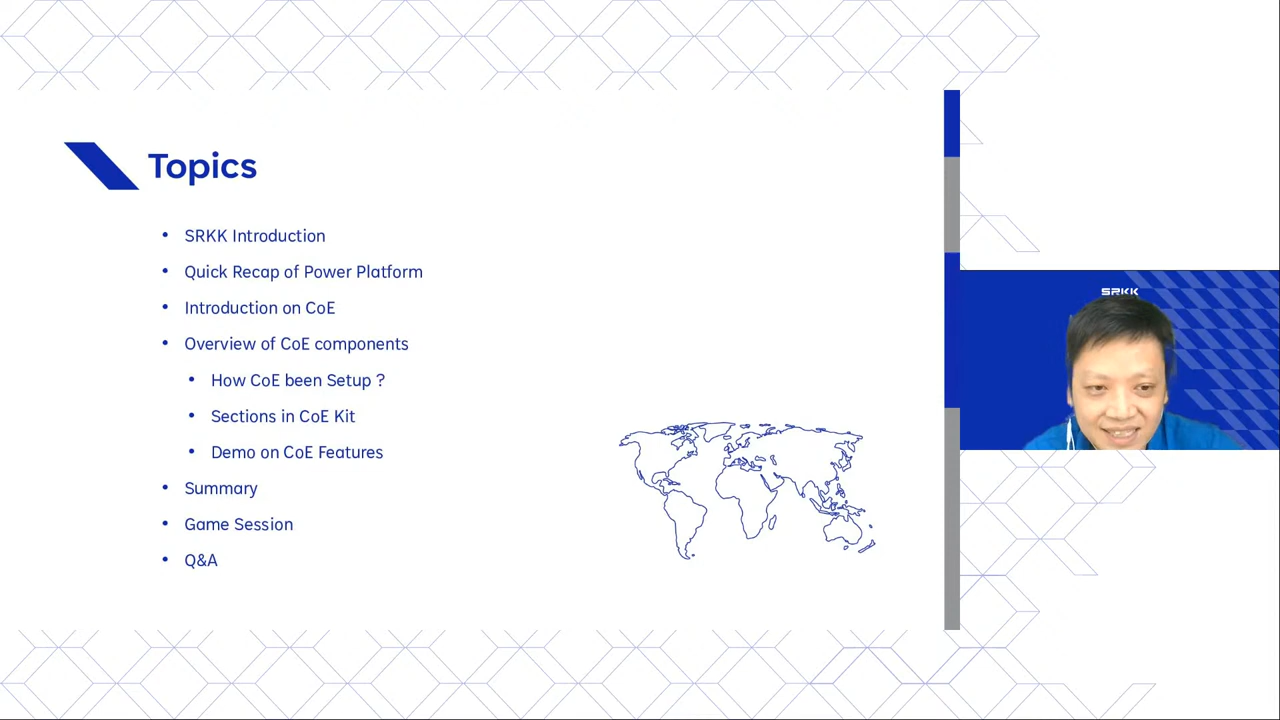 Topics
• SRKK Introduction
• Quick Recap of Power Platform
• Introduction on CoE
• Overview of CoE components
• How CoE been Setup ?
• Sections in CoE Kit
• Demo on CoE Features
• Summary
• Game Session
• Q&A
SRKK